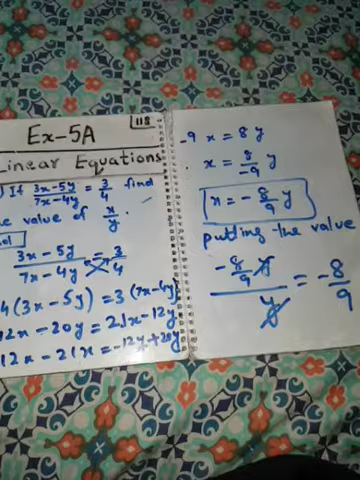 118
Ex-5A
Linear Equations
If 3x-5y/7x-4y = 3/4 find
value of x/y.
3x-5y/7x-4y = 3/4
4(3x-5y) = 3(7x-4y)
12x-20y = 21x-12y
12x-21x = -12y+20y
-9x = 8y
x = 8/-9 y
x = -8/9 y
putting the value
-8/9 y/y = -8/9